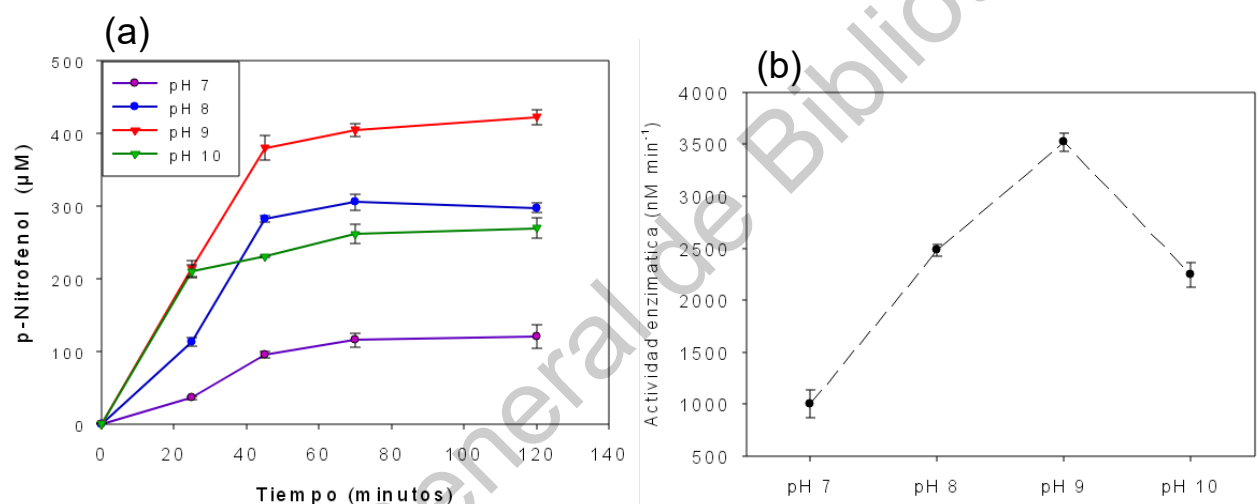 (a)
p-Nitrofenol (µM)
500
400
300
200
100
0
pH 7
pH 8
pH 9
pH 10
0 20 40 60 80 100 120 140
Tiempo (minutos)
(b)
Actividad enzimatica (nM min⁻¹)
4000
3500
3000
2500
2000
1500
1000
500
pH 7 pH 8 pH 9 pH 10
eneral de Biblio